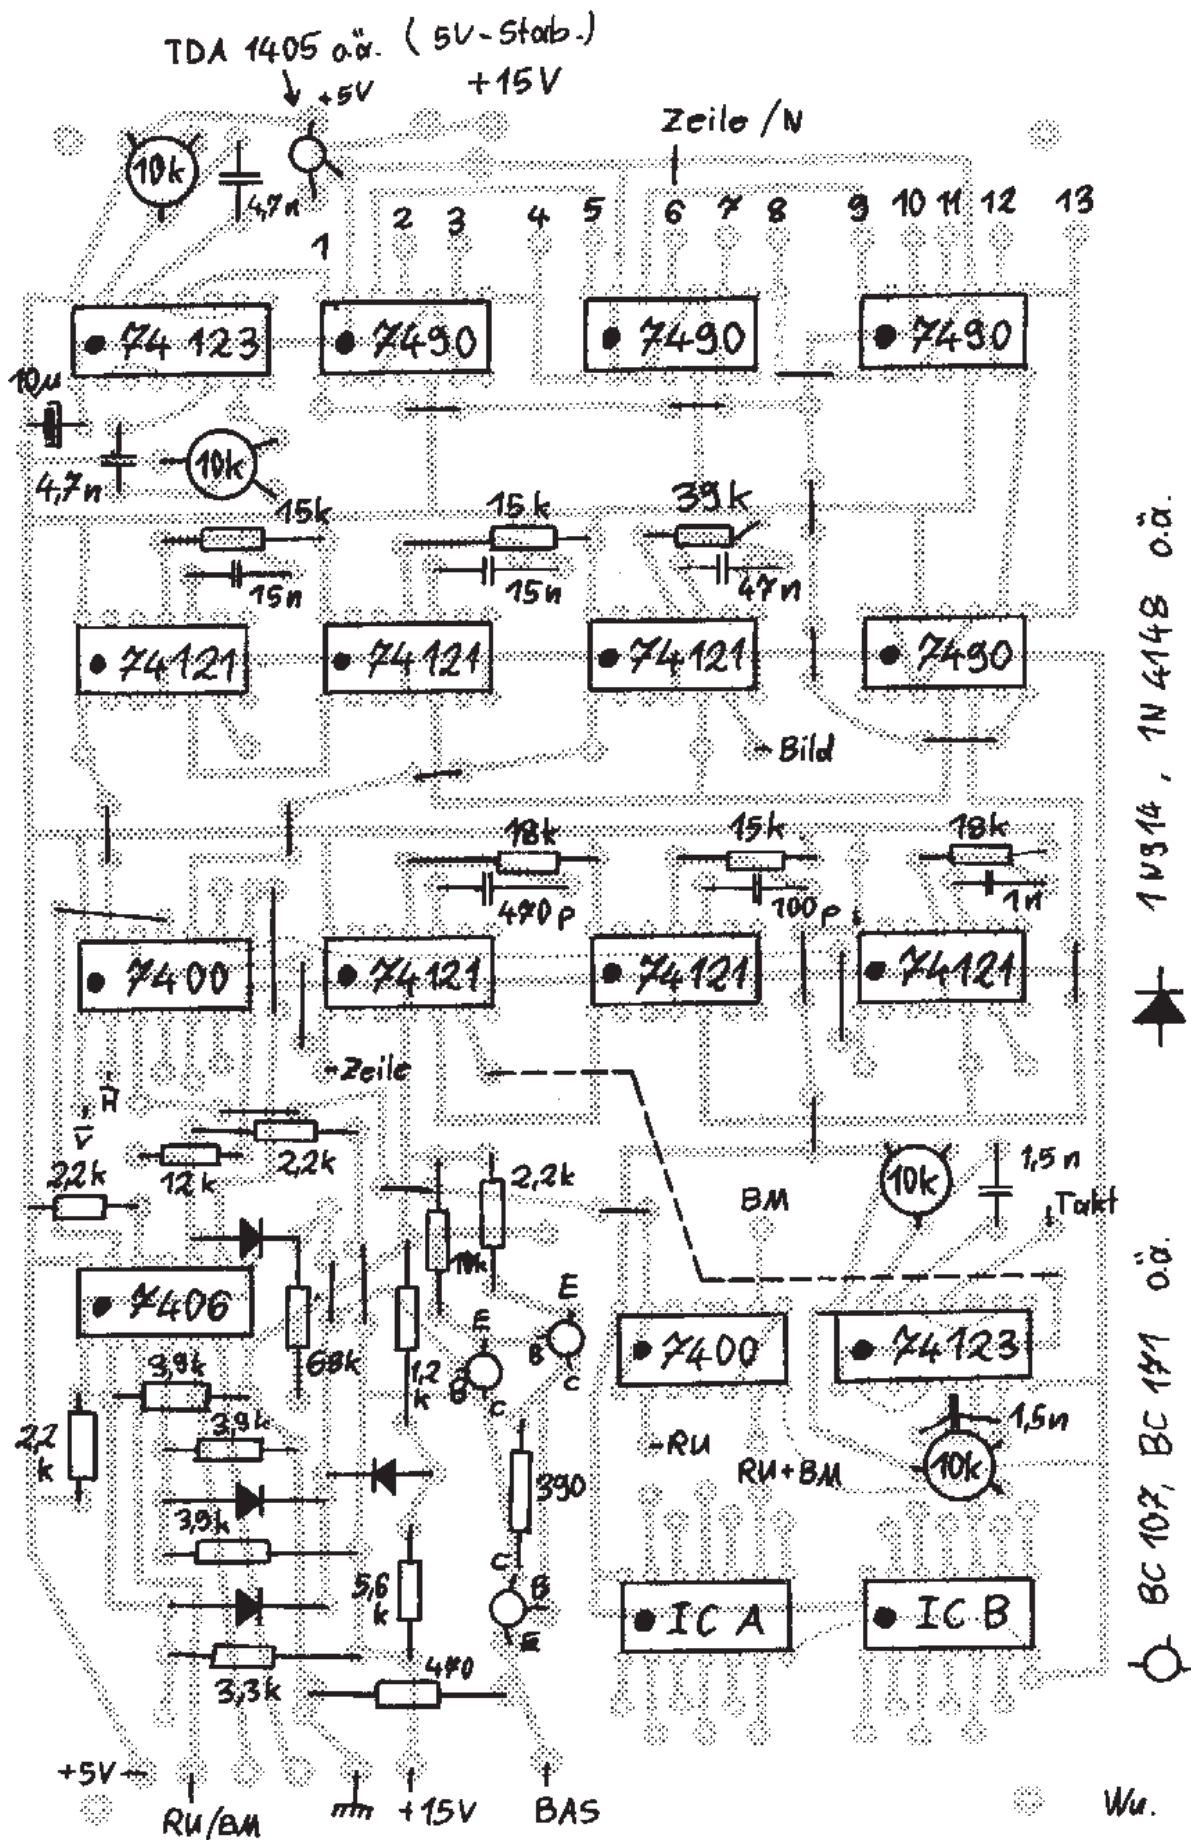 TDA 1405 o.ä. ( 5V-Stab.)
+5V
+15V
Zeile /N
10k
4,7n
1 2 3 4 5 6 7 8 9 10 11 12 13
74 123
7490
7490
7490
10µ
4,7n
10k
15k
15k
39k
15n
15n
47n
74121
74121
74121
7490
-Bild
18k
15k
18k
470p
100p
1n
7400
74121
74121
74121
-Zeile
-H
-V
2,2k
12k
2,2k
2,2k
10k
BM
10k
1,5n
Takt
7406
68k
1,2
k
E
B
C
E
B
C
7400
74123
3,9k
3,9k
2,2
k
-RU
RU+BM
1,5n
10k
390
3,9k
5,6
k
C
B
E
IC A
IC B
3,3k
470
+5V
RU/BM
+15V
BAS
Wu.
1N914, 1N4148 o.ä.
BC 107, BC 171 o.ä.